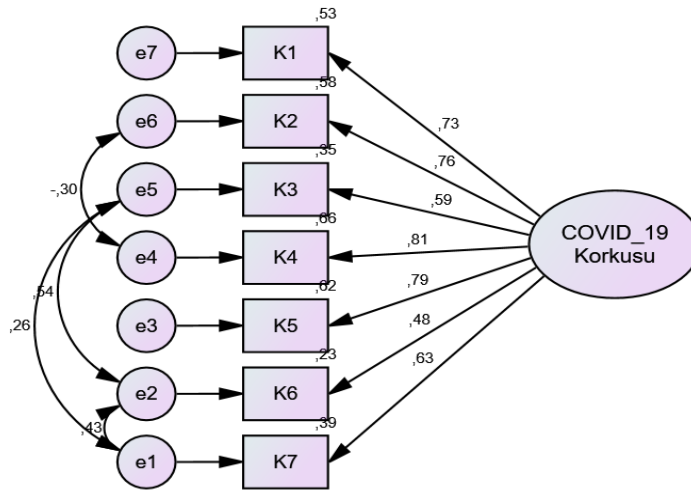 ,53
e7
K1
,58
,73
e6
K2
,76
,35
-,30
e5
K3
,59
,66
e4
K4
,81
COVID_19
Korkusu
,62
,79
,54
,26
e3
K5
,48
,23
e2
K6
,63
,39
,43
e1
K7